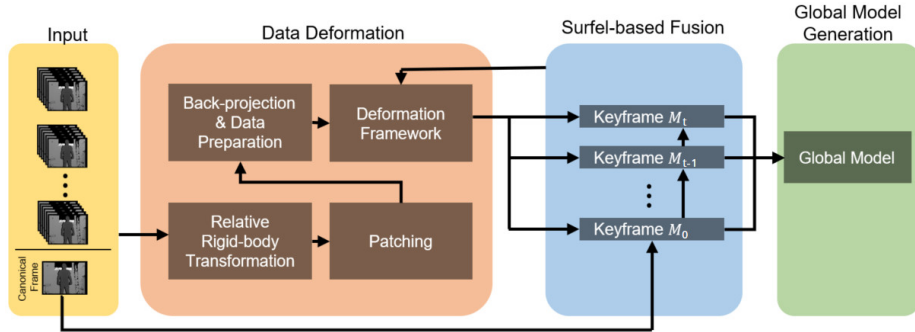 Input
Data Deformation
Surfel-based Fusion
Global Model
Generation
Back-projection
& Data
Preparation
Deformation
Framework
Relative
Rigid-body
Transformation
Patching
Keyframe M_t
Keyframe M_t-1
Keyframe M_0
Global Model
Canonical
Frame